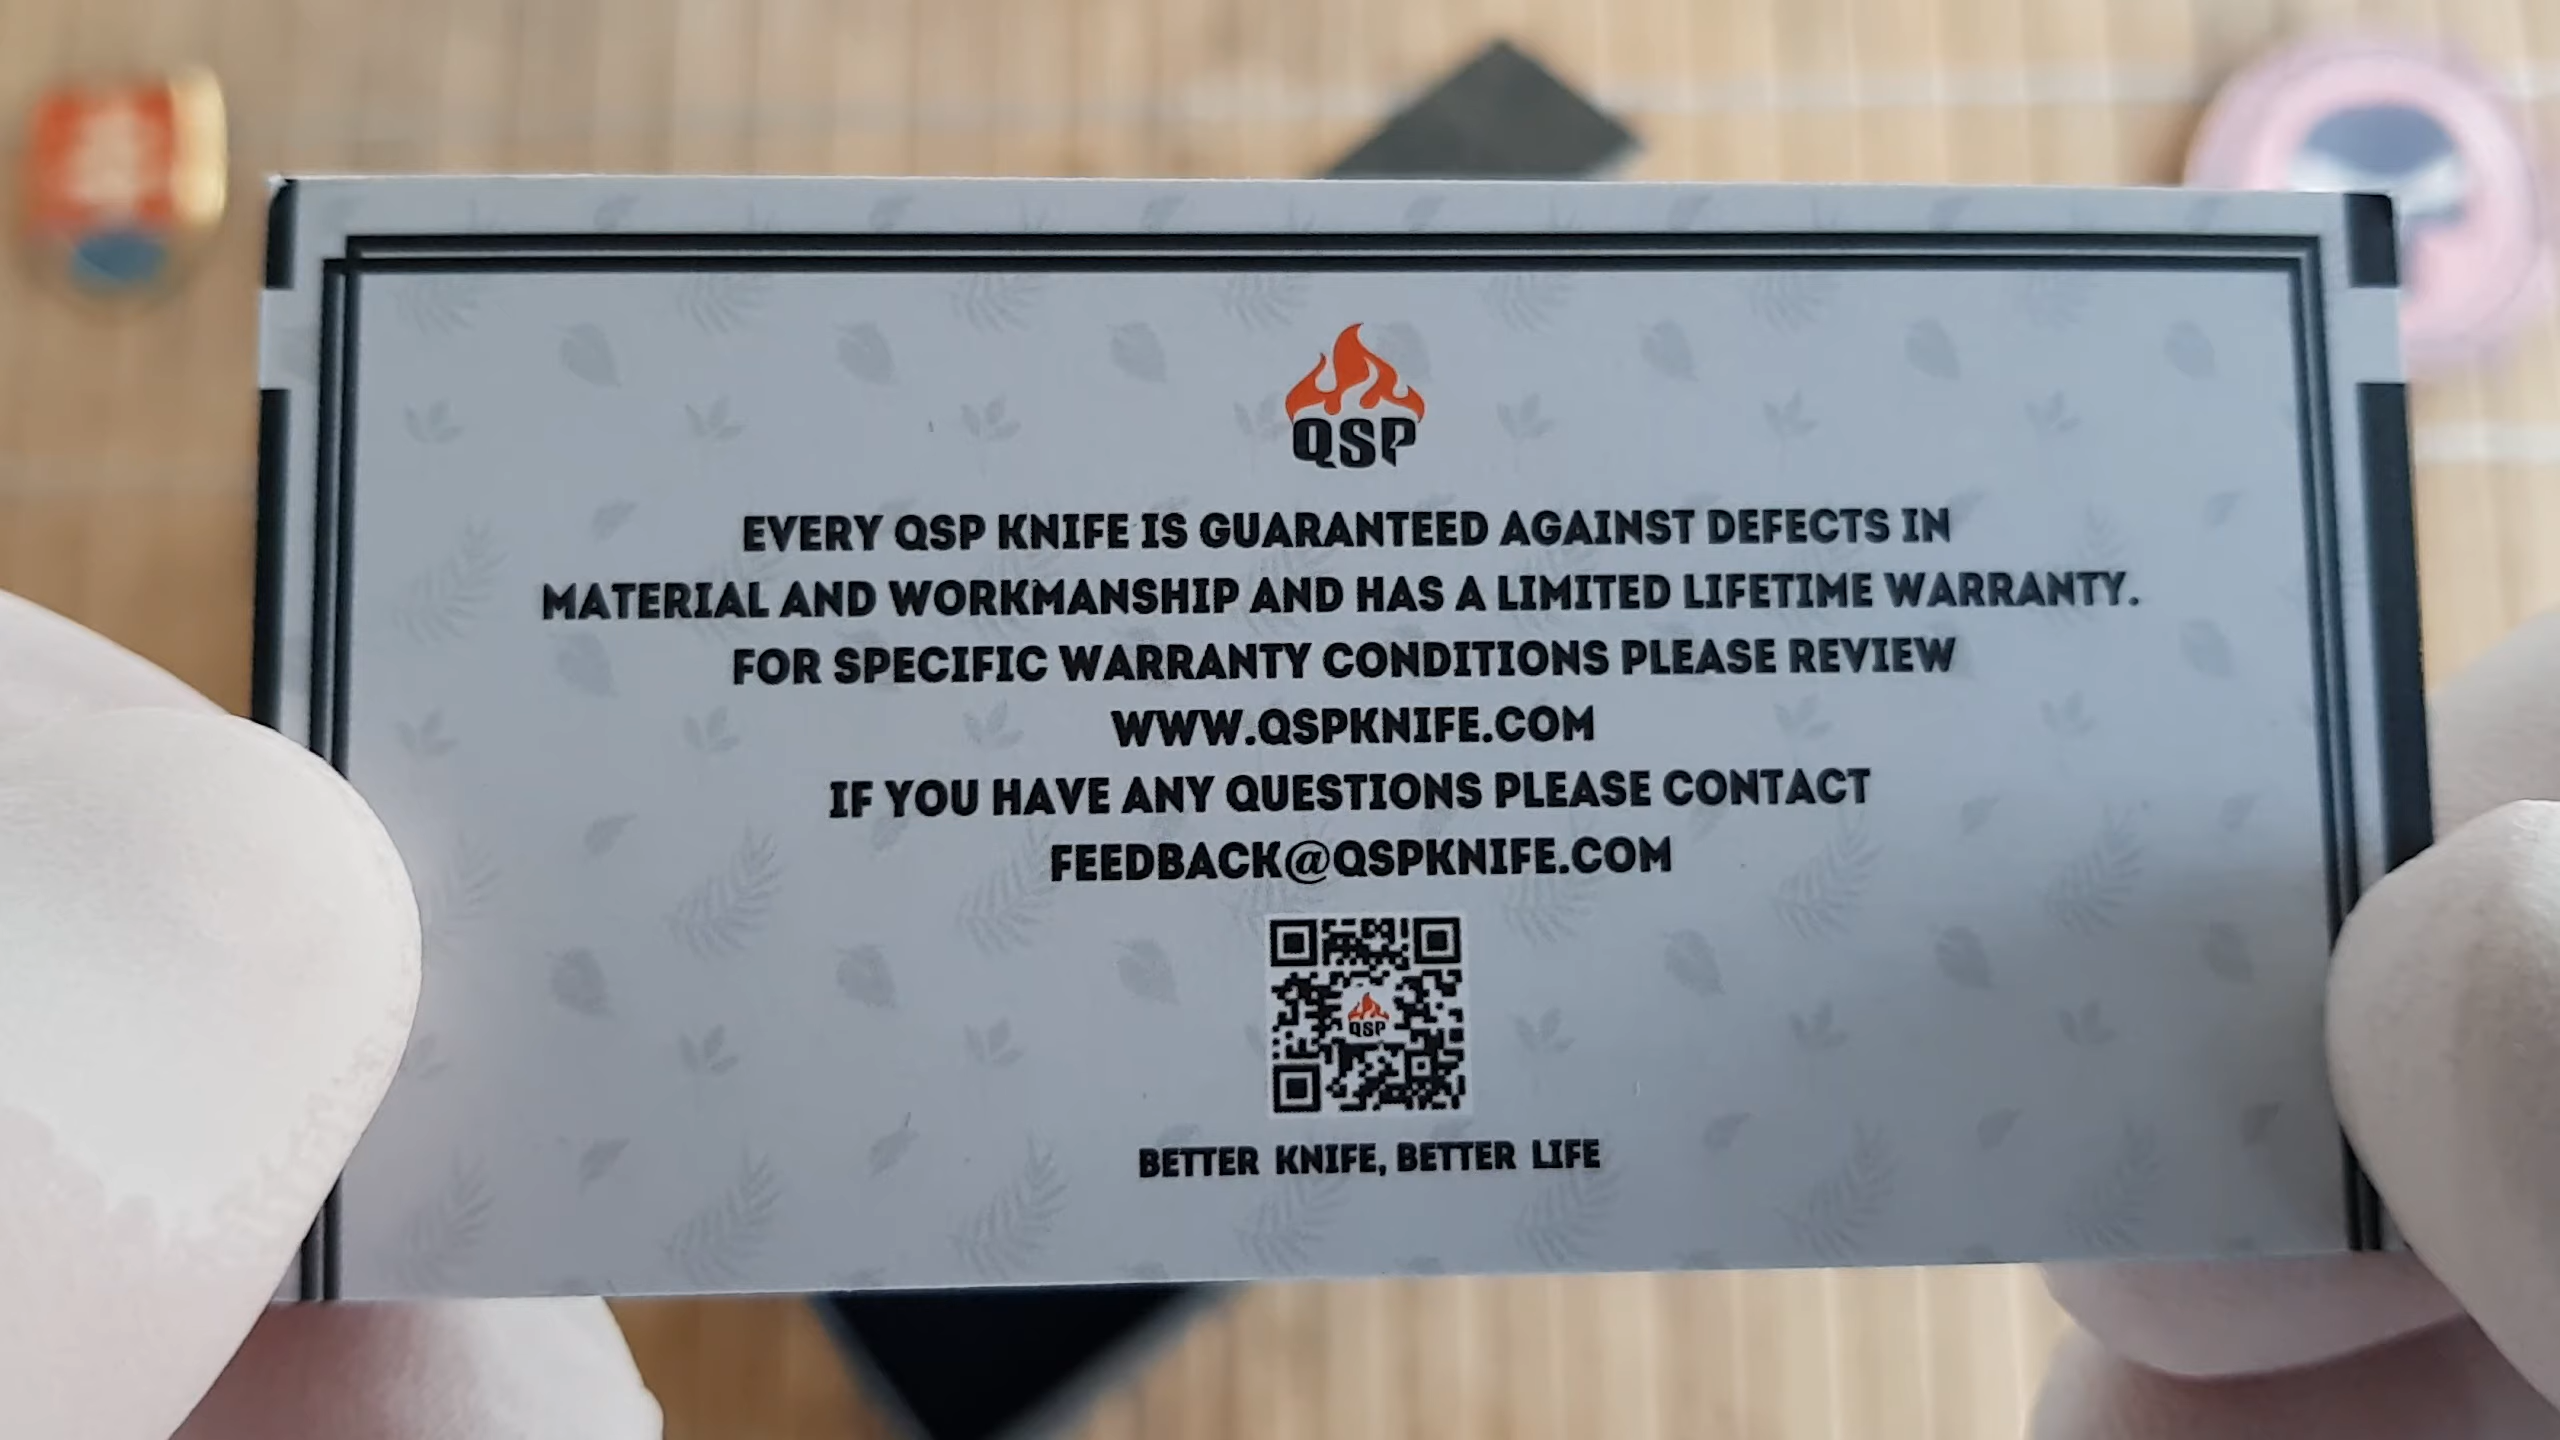 QSP
EVERY QSP KNIFE IS GUARANTEED AGAINST DEFECTS IN
MATERIAL AND WORKMANSHIP AND HAS A LIMITED LIFETIME WARRANTY.
FOR SPECIFIC WARRANTY CONDITIONS PLEASE REVIEW
WWW.QSPKNIFE.COM
IF YOU HAVE ANY QUESTIONS PLEASE CONTACT
FEEDBACK@QSPKNIFE.COM
QSP
BETTER KNIFE, BETTER LIFE